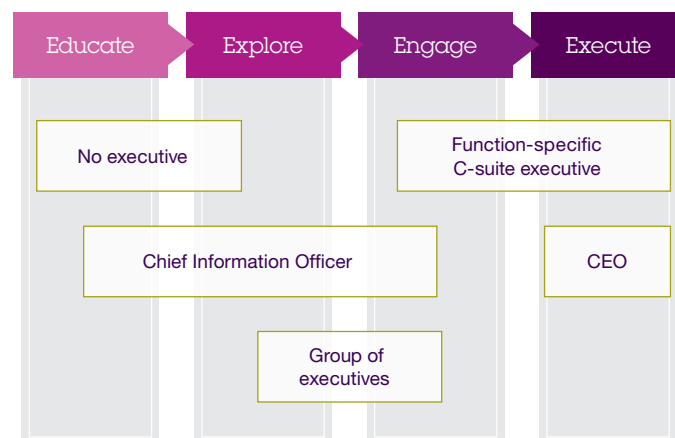 Educate
Explore
Engage
Execute
No executive
Function-specific
C-suite executive
Chief Information Officer
CEO
Group of
executives